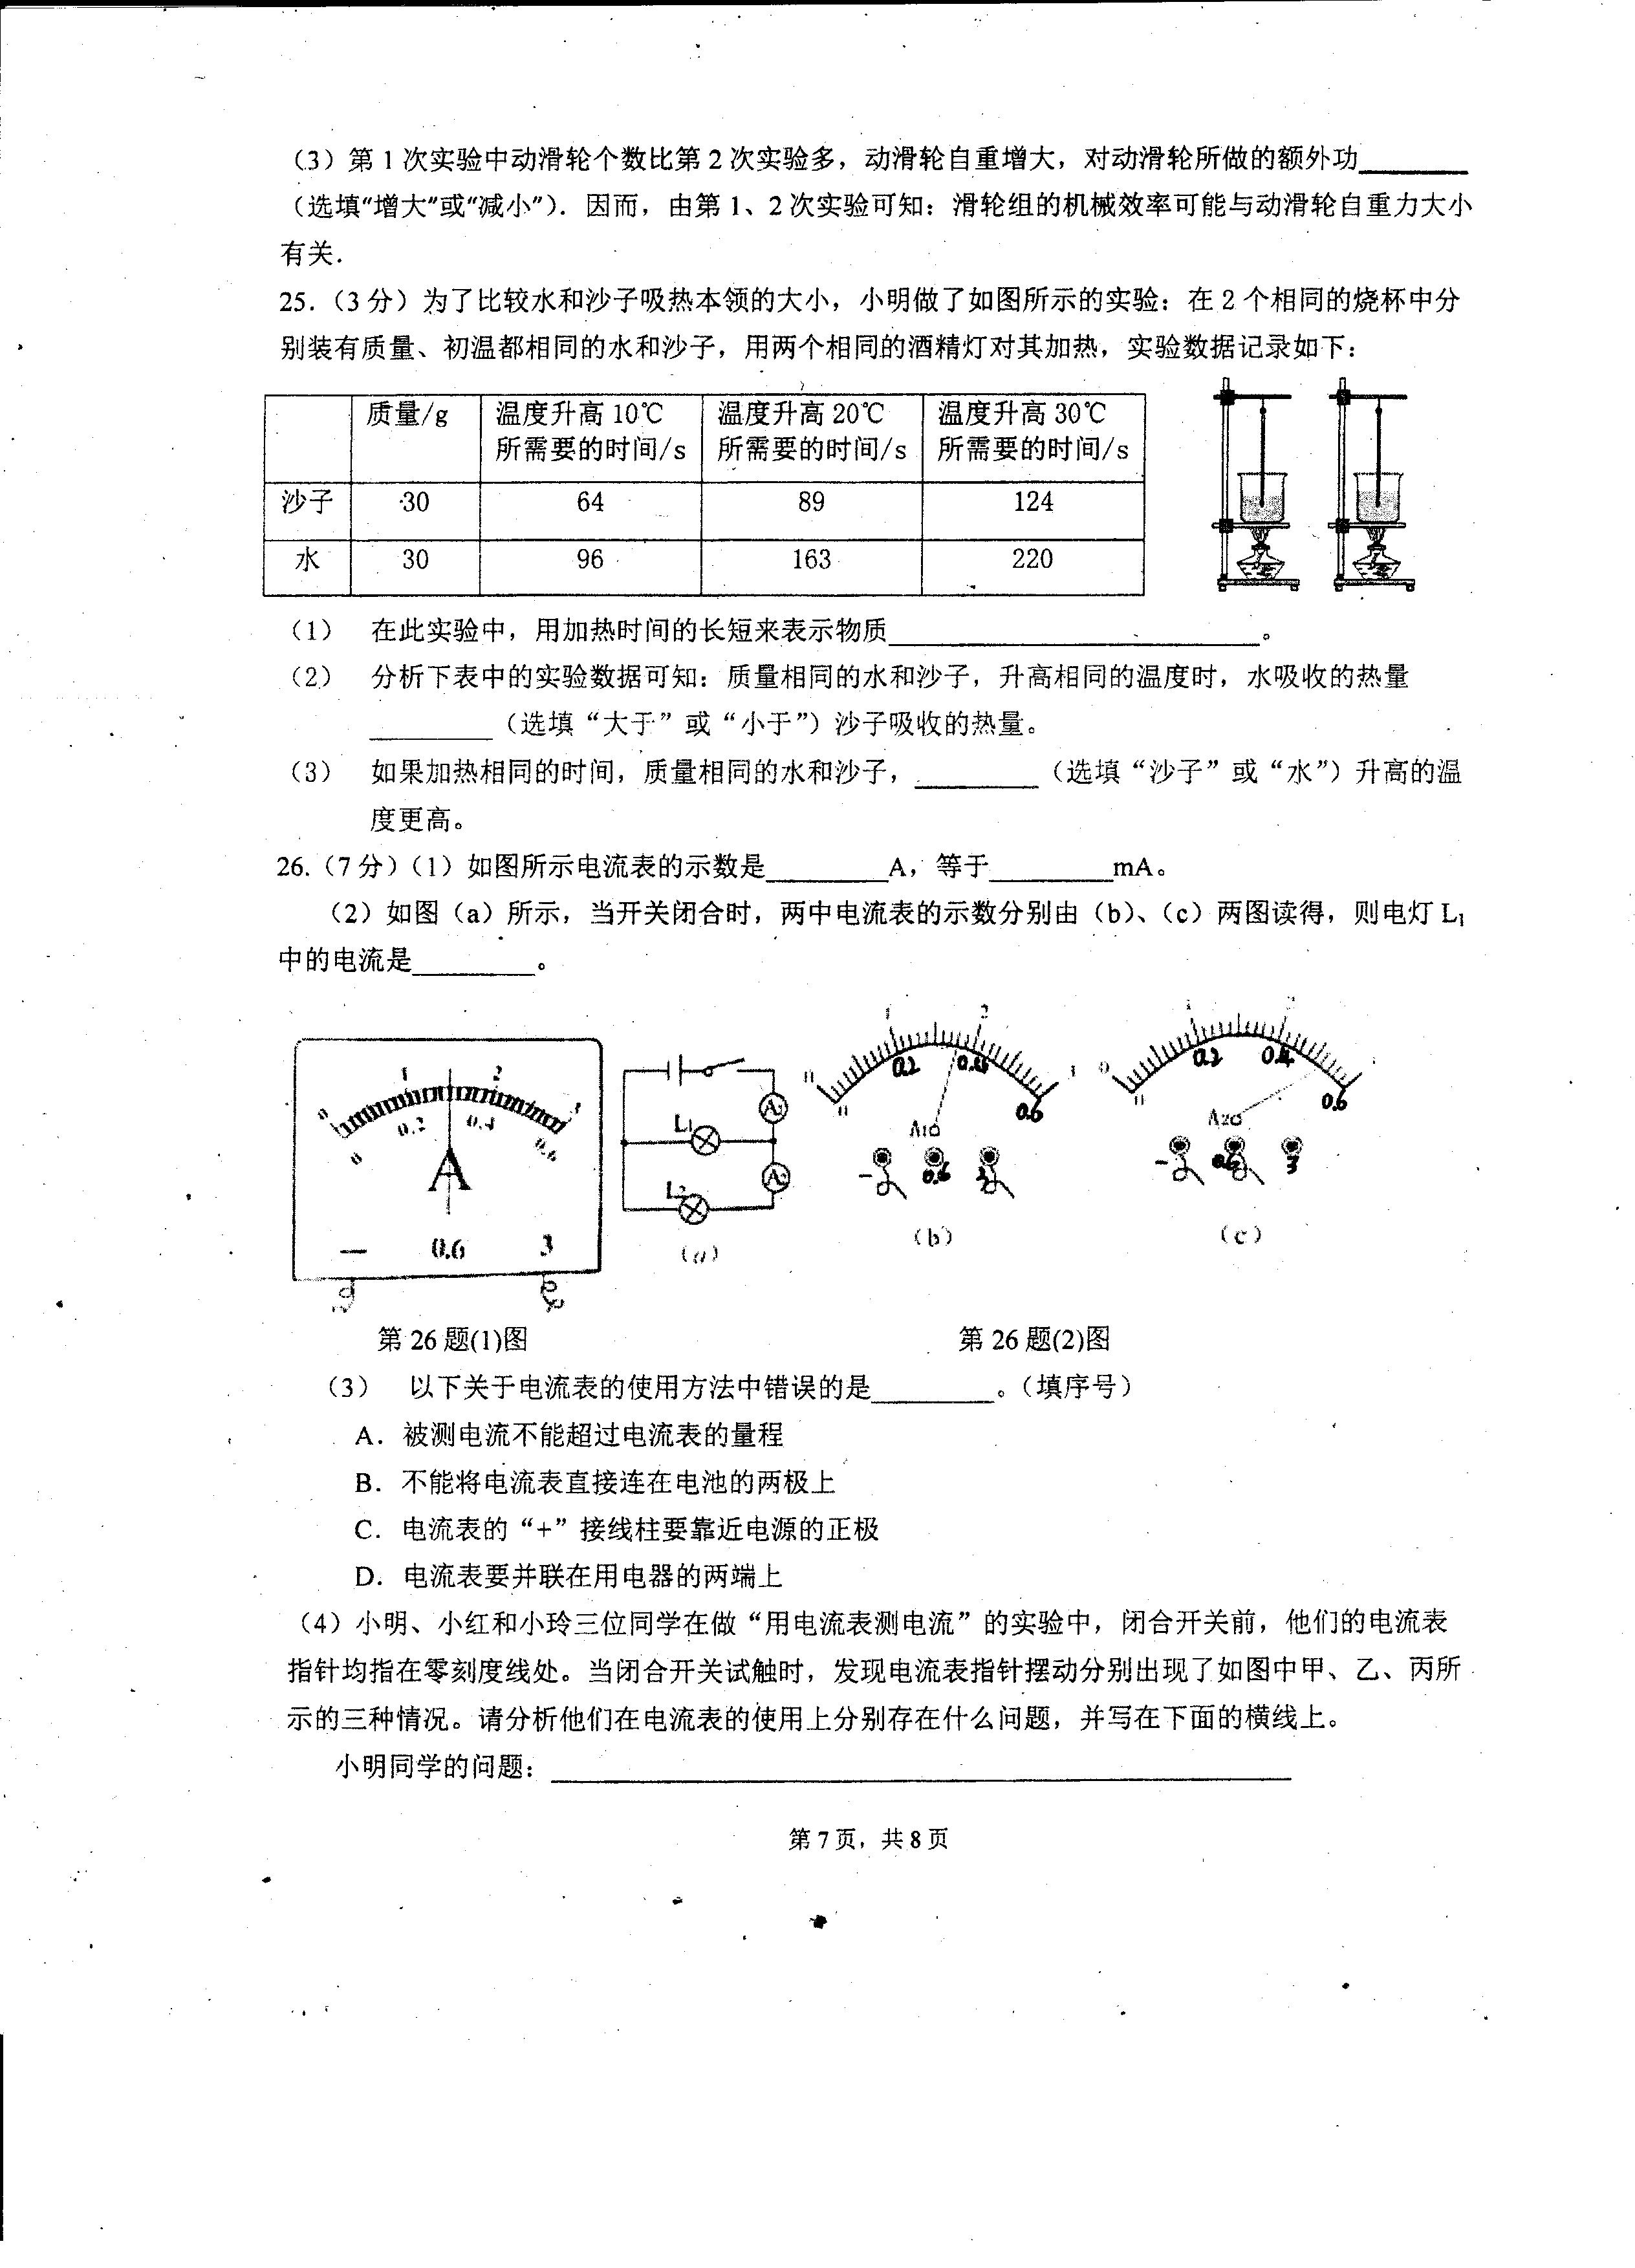 （3）第 1 次实验中动滑轮个数比第 2 次实验多，动滑轮自重增大，对动滑轮所做的额外功________
（选填"增大"或"减小"）．因而，由第 1、2 次实验可知：滑轮组的机械效率可能与动滑轮自重力大小
有关．
25.（3 分）为了比较水和沙子吸热本领的大小，小明做了如图所示的实验：在 2 个相同的烧杯中分
别装有质量、初温都相同的水和沙子，用两个相同的酒精灯对其加热，实验数据记录如下：
质量/g 温度升高 10℃ 温度升高 20℃ 温度升高 30℃
所需要的时间/s 所需要的时间/s 所需要的时间/s
沙子 30 64 89 124
水 30 96 163 220
（1） 在此实验中，用加热时间的长短来表示物质________________________。
（2） 分析下表中的实验数据可知：质量相同的水和沙子，升高相同的温度时，水吸收的热量
________（选填“大于”或“小于”）沙子吸收的热量。
（3） 如果加热相同的时间，质量相同的水和沙子，________（选填“沙子”或“水”）升高的温
度更高。
26.（7 分）（1）如图所示电流表的示数是________A，等于________mA。
（2）如图（a）所示，当开关闭合时，两中电流表的示数分别由（b）、（c）两图读得，则电灯 L1
中的电流是________。
0 1 2 3
0 0.2 0.4 0.6
A
— 0.6 3
A1
L1
A2
L2
(a)
0 1 2 3
0 0.2 0.4 0.6
A1
- 0.6 3
(b)
0 1 2
0 0.2 0.4 0.6
A2
- 0.6 3
(c)
第 26 题(1)图 第 26 题(2)图
（3） 以下关于电流表的使用方法中错误的是________。（填序号）
A．被测电流不能超过电流表的量程
B．不能将电流表直接连在电池的两极上
C．电流表的“+”接线柱要靠近电源的正极
D．电流表要并联在用电器的两端上
（4）小明、小红和小玲三位同学在做“用电流表测电流”的实验中，闭合开关前，他们的电流表
指针均指在零刻度线处。当闭合开关试触时，发现电流表指针摆动分别出现了如图中甲、乙、丙所
示的三种情况。请分析他们在电流表的使用上分别存在什么问题，并写在下面的横线上。
小明同学的问题：________________________________
第 7 页，共 8 页